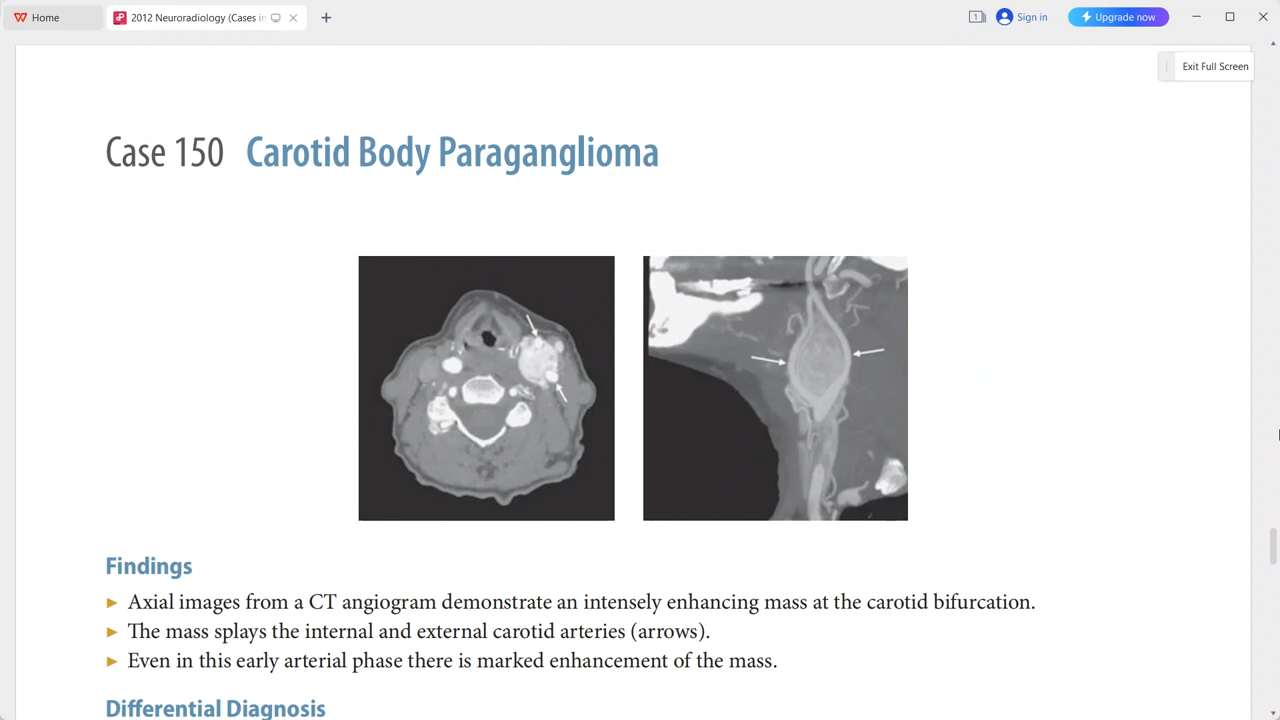 Home
2012 Neuroradiology (Cases in
1
Sign in
Upgrade now
Exit Full Screen
Case 150 Carotid Body Paraganglioma
Findings
► Axial images from a CT angiogram demonstrate an intensely enhancing mass at the carotid bifurcation.
► The mass splays the internal and external carotid arteries (arrows).
► Even in this early arterial phase there is marked enhancement of the mass.
Differential Diagnosis